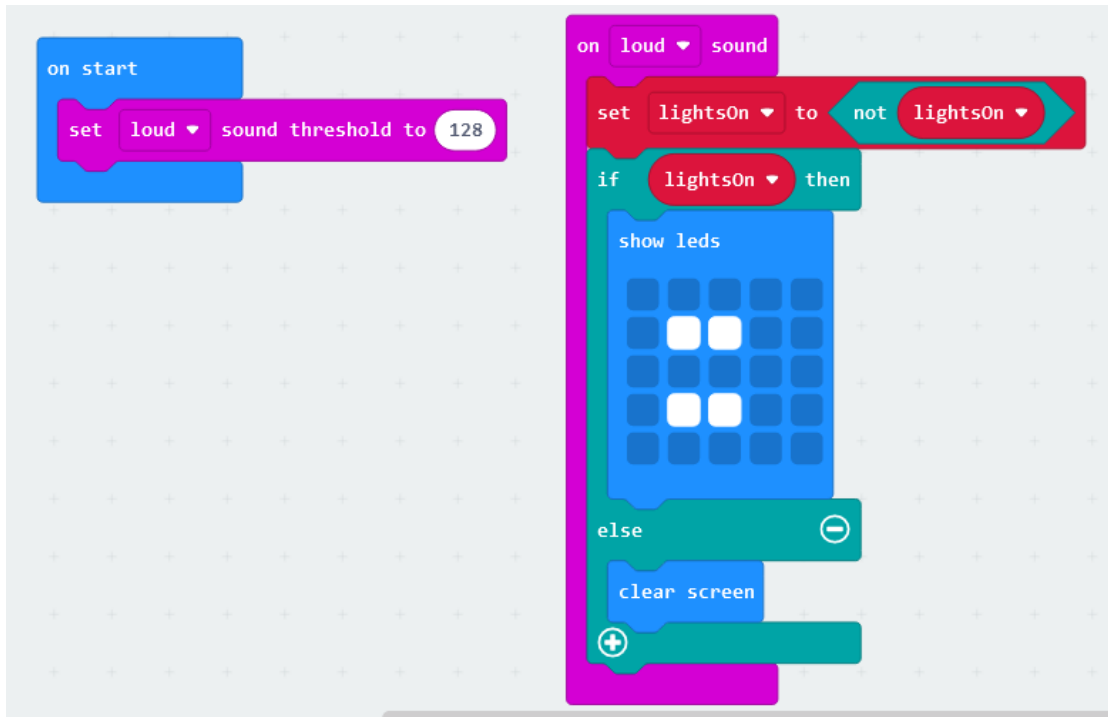 on start
set loud sound threshold to 128
on loud sound
set lightsOn to not lightsOn
if lightsOn then
show leds
else
clear screen